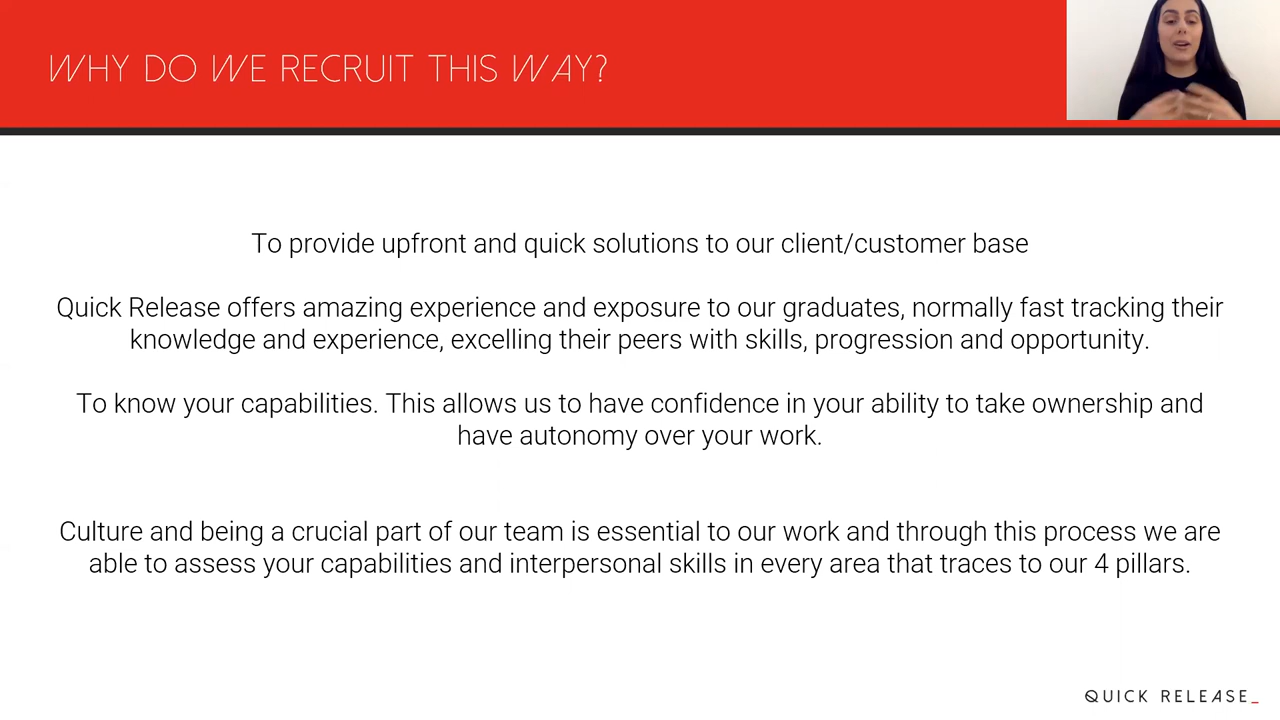 WHY DO WE RECRUIT THIS WAY?
To provide upfront and quick solutions to our client/customer base
Quick Release offers amazing experience and exposure to our graduates, normally fast tracking their
knowledge and experience, excelling their peers with skills, progression and opportunity.
To know your capabilities. This allows us to have confidence in your ability to take ownership and
have autonomy over your work.
Culture and being a crucial part of our team is essential to our work and through this process we are
able to assess your capabilities and interpersonal skills in every area that traces to our 4 pillars.
QUICK RELEASE_